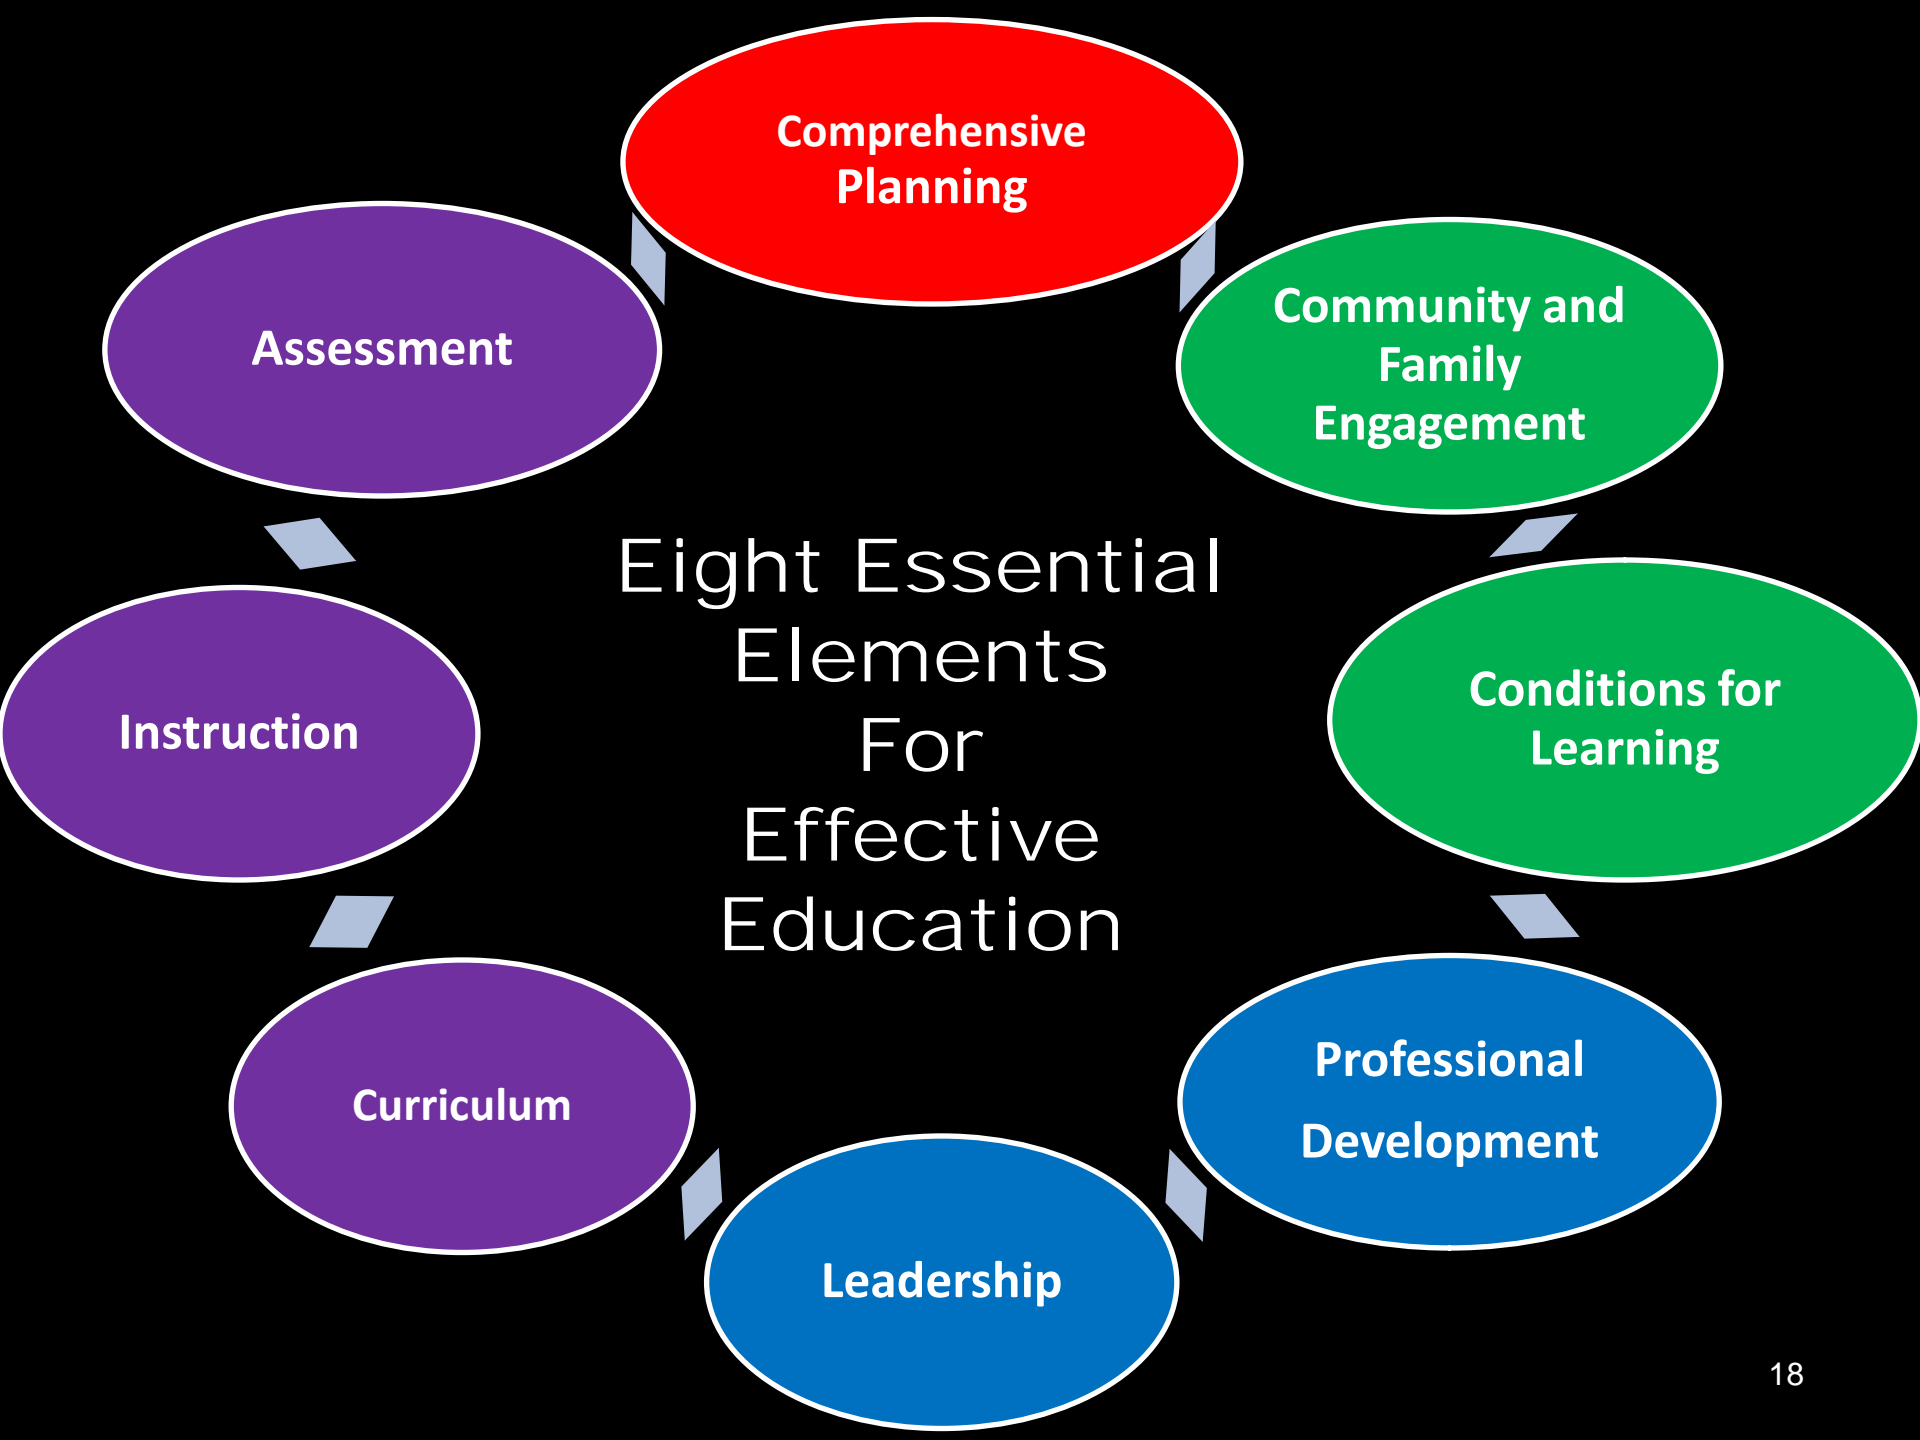 Comprehensive
Planning
Community and
Family
Engagement
Conditions for
Learning
Professional
Development
Leadership
Curriculum
Instruction
Assessment
Eight Essential
Elements
For
Effective
Education
18